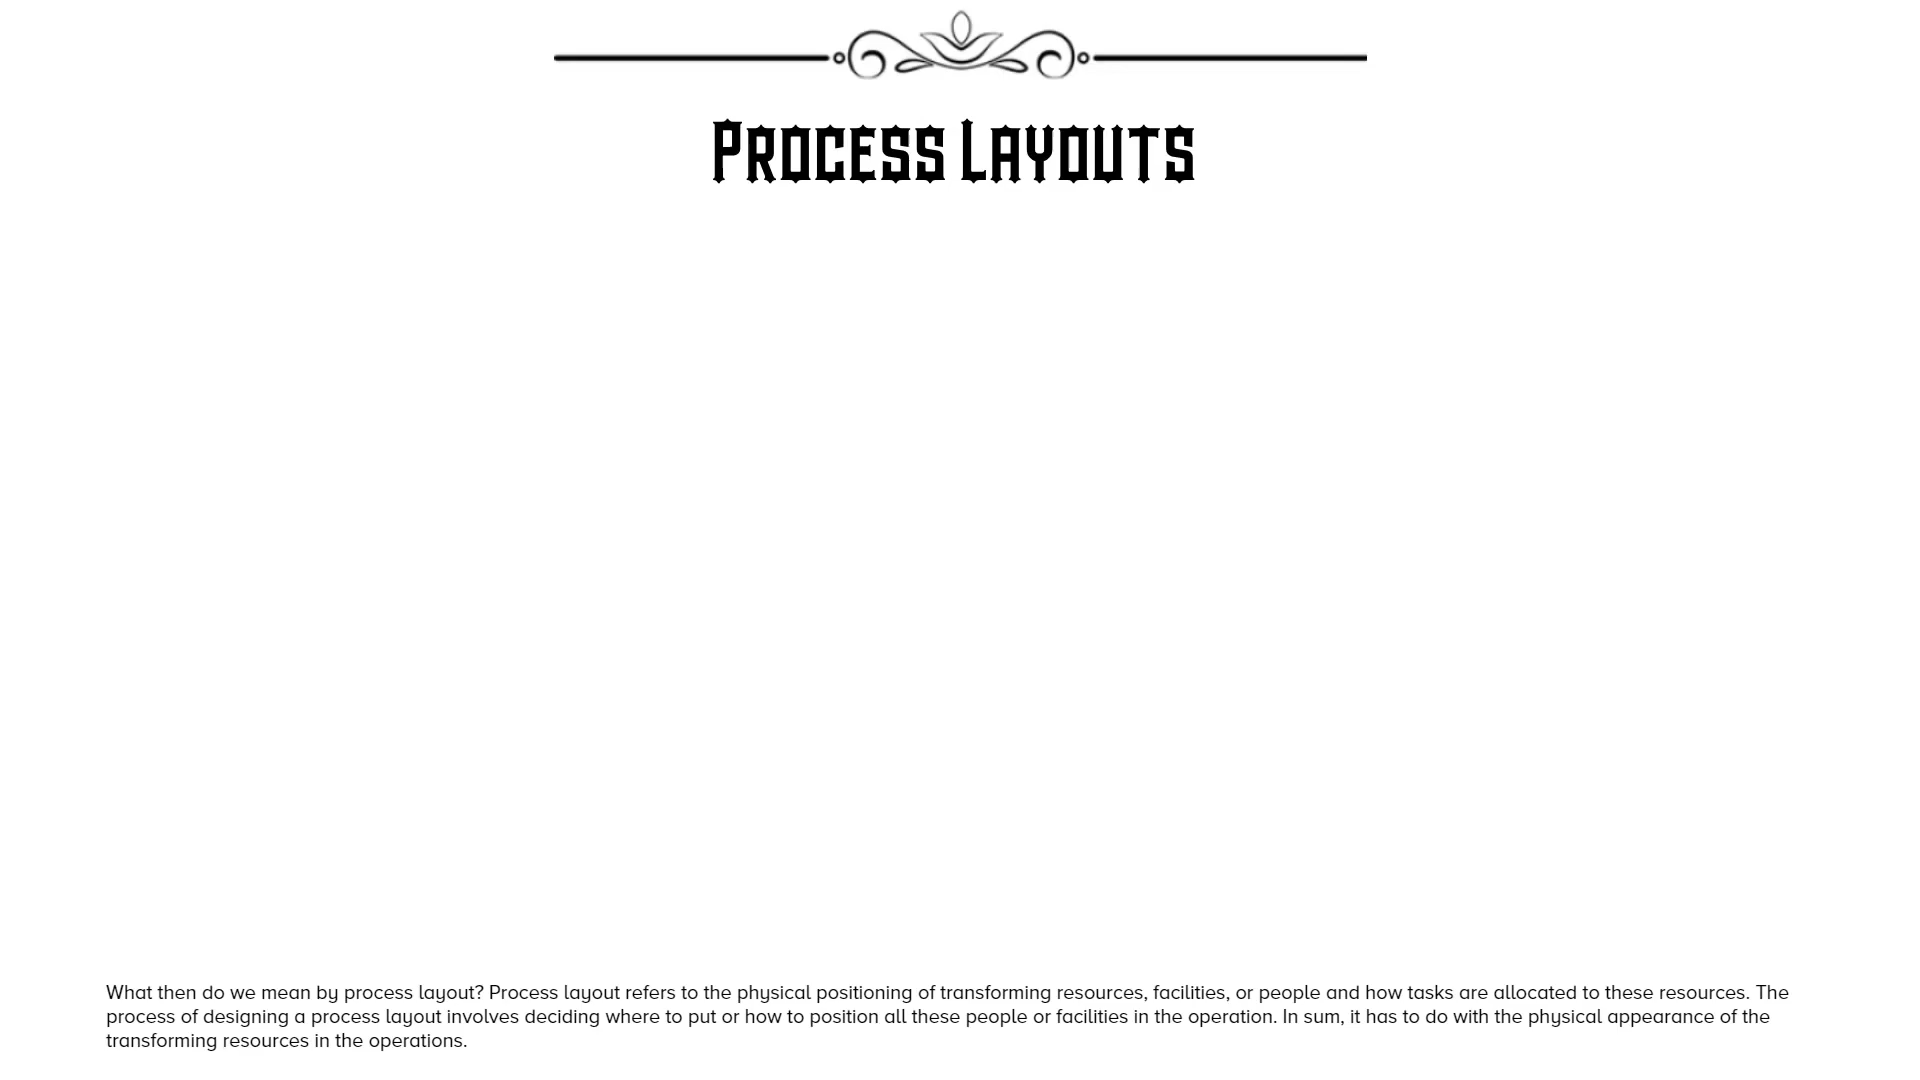 Process Layouts
What then do we mean by process layout? Process layout refers to the physical positioning of transforming resources, facilities, or people and how tasks are allocated to these resources. The
process of designing a process layout involves deciding where to put or how to position all these people or facilities in the operation. In sum, it has to do with the physical appearance of the
transforming resources in the operations.